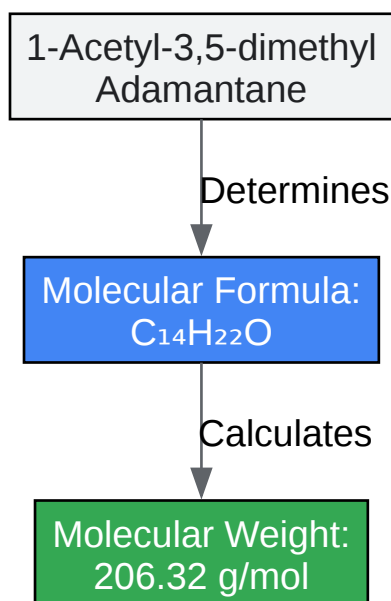 1-Acetyl-3,5-dimethyl
Adamantane
Determines
Molecular Formula:
C₁₄H₂₂O
Calculates
Molecular Weight:
206.32 g/mol